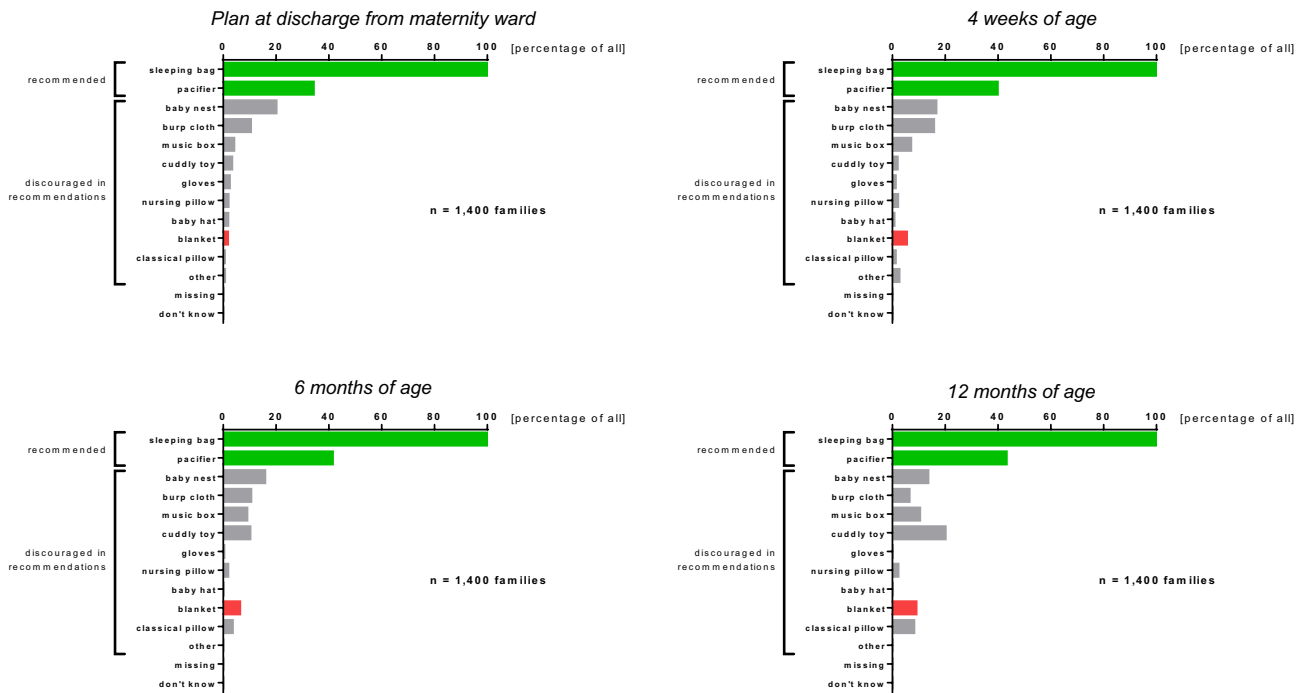 Plan at discharge from maternity ward
0 20 40 60 80 100 [percentage of all]
recommended
sleeping bag
pacifier
discouraged in
recommendations
baby nest
burp cloth
music box
cuddly toy
gloves
nursing pillow
baby hat
blanket
classical pillow
other
missing
don't know
n = 1,400 families
4 weeks of age
0 20 40 60 80 100 [percentage of all]
recommended
sleeping bag
pacifier
discouraged in
recommendations
baby nest
burp cloth
music box
cuddly toy
gloves
nursing pillow
baby hat
blanket
classical pillow
other
missing
don't know
n = 1,400 families
6 months of age
0 20 40 60 80 100 [percentage of all]
recommended
sleeping bag
pacifier
discouraged in
recommendations
baby nest
burp cloth
music box
cuddly toy
gloves
nursing pillow
baby hat
blanket
classical pillow
other
missing
don't know
n = 1,400 families
12 months of age
0 20 40 60 80 100 [percentage of all]
recommended
sleeping bag
pacifier
discouraged in
recommendations
baby nest
burp cloth
music box
cuddly toy
gloves
nursing pillow
baby hat
blanket
classical pillow
other
missing
don't know
n = 1,400 families